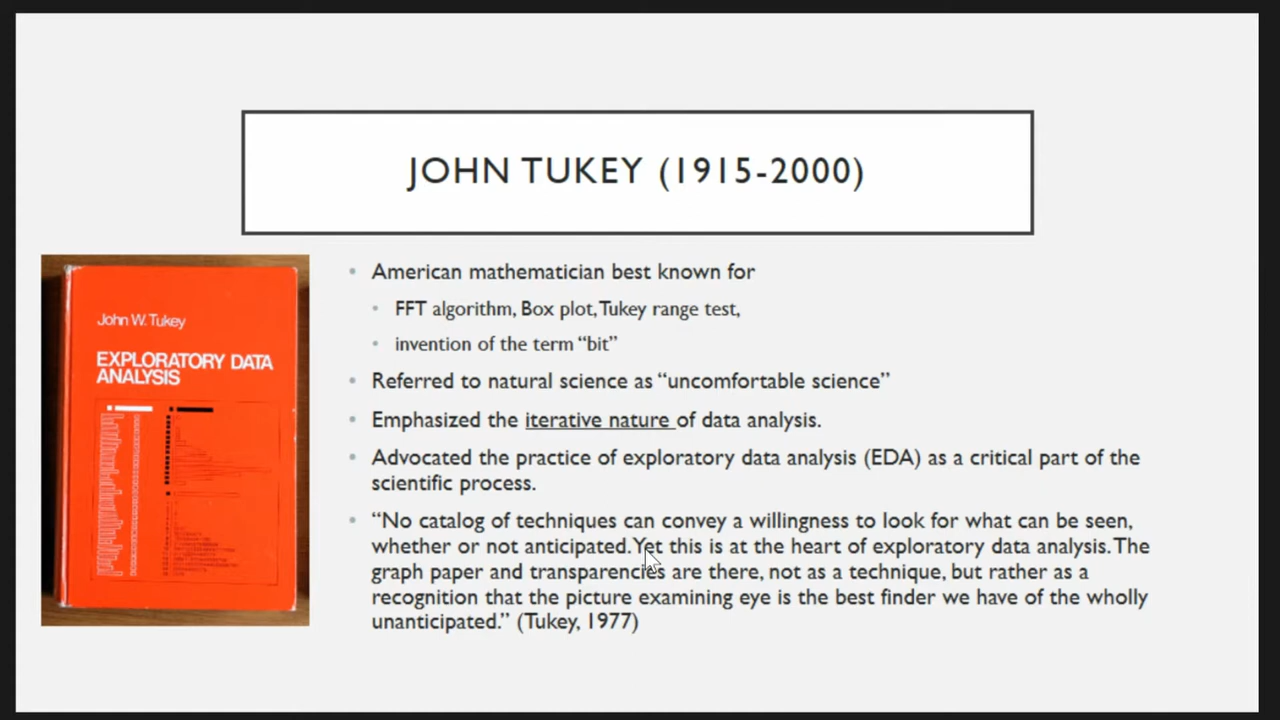 JOHN TUKEY (1915-2000)
John W. Tukey
EXPLORATORY DATA
ANALYSIS
• American mathematician best known for
• FFT algorithm, Box plot, Tukey range test,
• invention of the term “bit”
• Referred to natural science as “uncomfortable science”
• Emphasized the iterative nature of data analysis.
• Advocated the practice of exploratory data analysis (EDA) as a critical part of the
scientific process.
• “No catalog of techniques can convey a willingness to look for what can be seen,
whether or not anticipated. Yet this is at the heart of exploratory data analysis. The
graph paper and transparencies are there, not as a technique, but rather as a
recognition that the picture examining eye is the best finder we have of the wholly
unanticipated.” (Tukey, 1977)